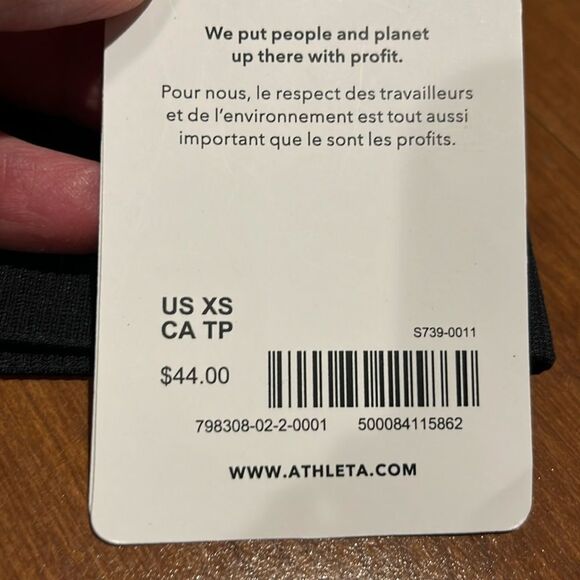 We put people and planet
up there with profit.
Pour nous, le respect des travailleurs
et de l'environnement est tout aussi
important que le sont les profits.
US XS
CA TP
S739-0011
$44.00
798308-02-2-0001 500084115862
WWW.ATHLETA.COM